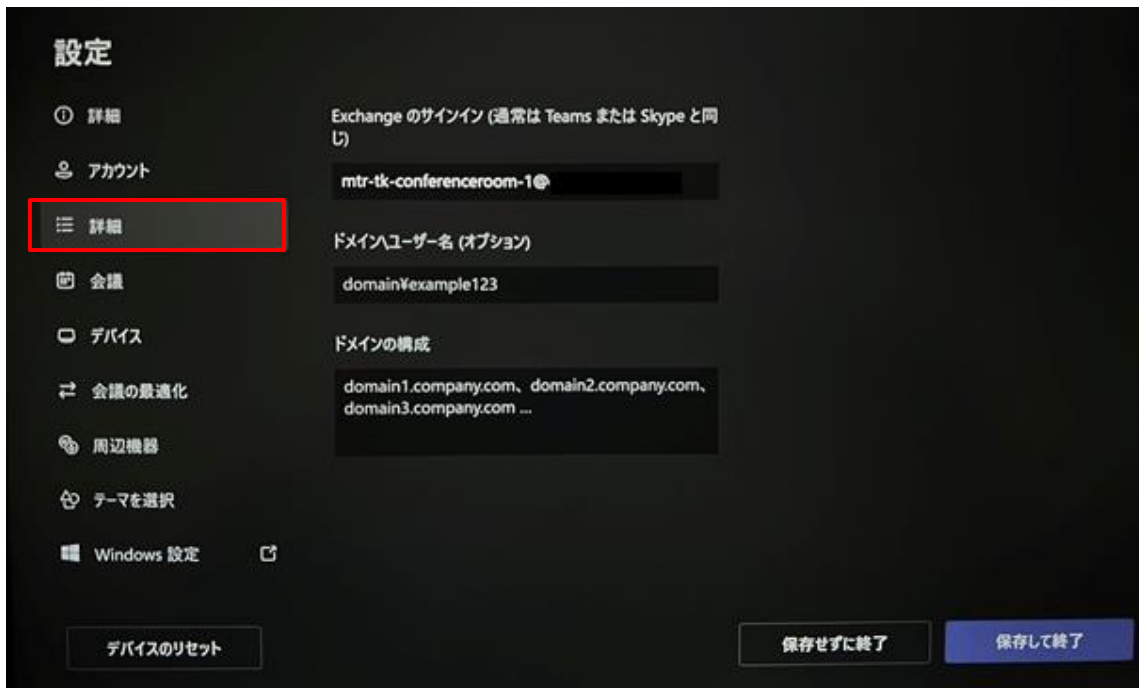 設定
詳細
アカウント
詳細
会議
デバイス
会議の最適化
周辺機器
テーマを選択
Windows 設定
Exchange のサインイン (通常は Teams または Skype と同
じ)
mtr-tk-conferenceroom-1@
ドメイン\ユーザー名 (オプション)
domain¥example123
ドメインの構成
domain1.company.com、domain2.company.com、
domain3.company.com ...
デバイスのリセット
保存せずに終了
保存して終了